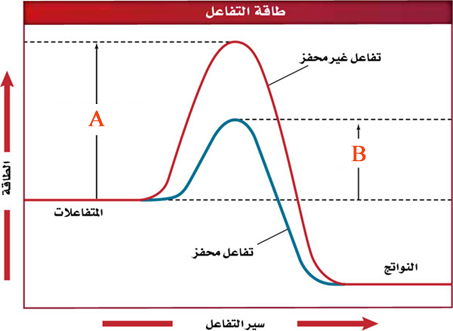 طاقة التفاعل
تفاعل غير محفز
A
B
الطاقة
المتفاعلات
تفاعل محفز
النواتج
سير التفاعل